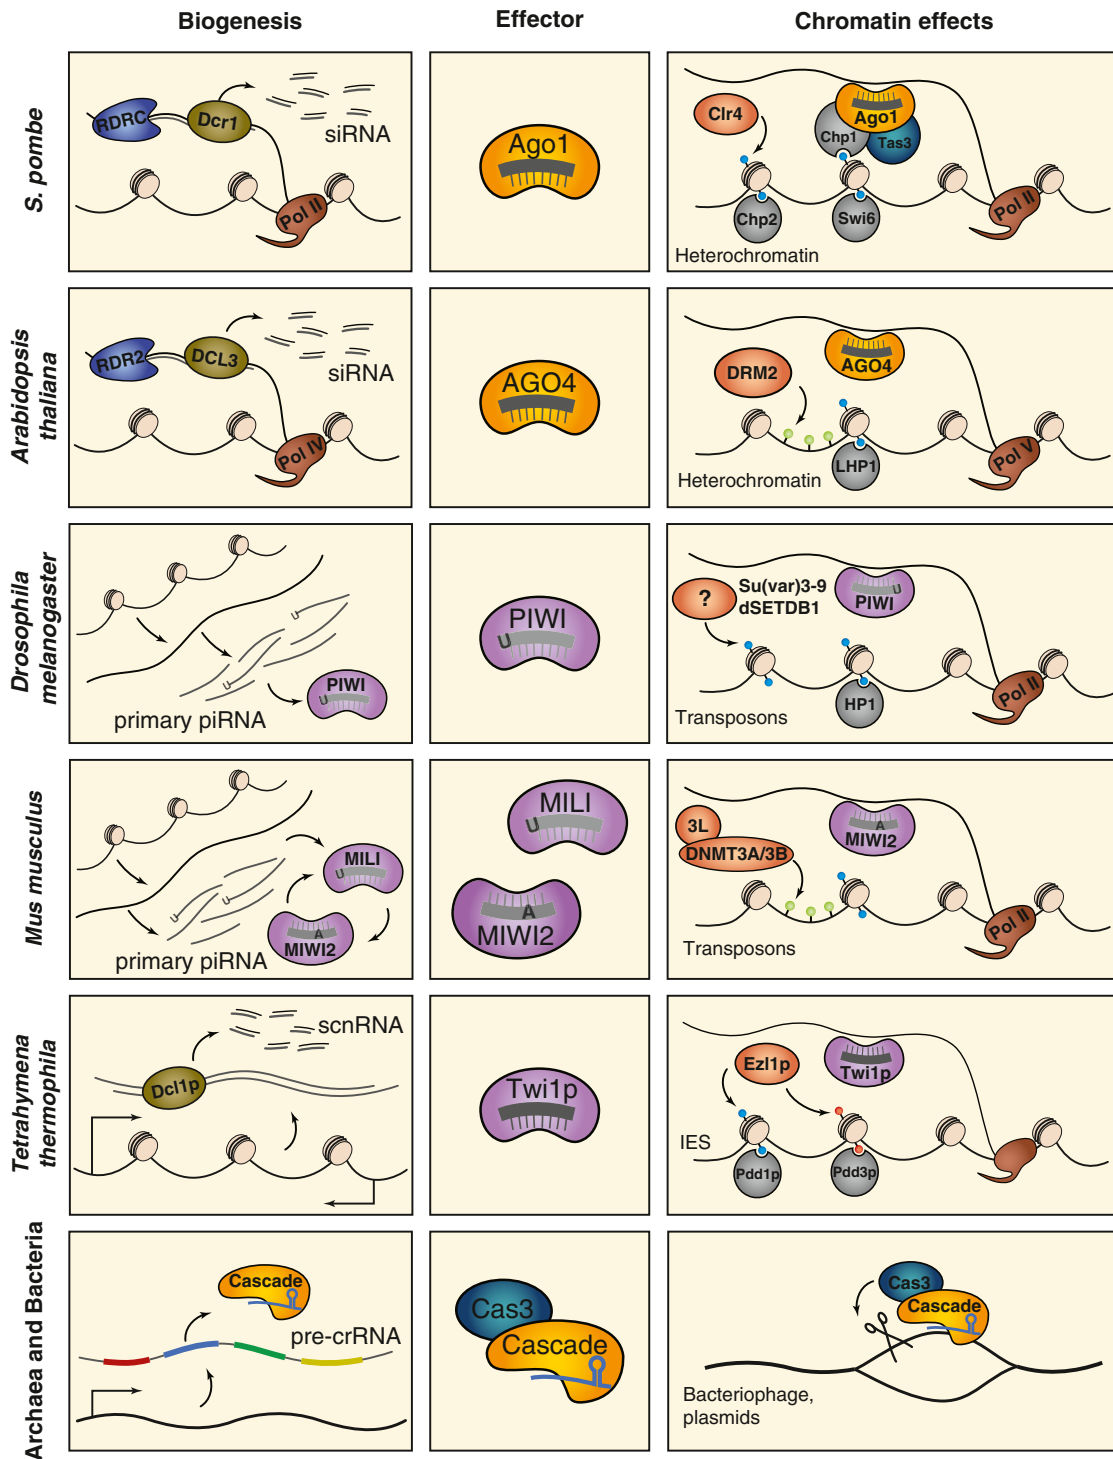 Biogenesis
Effector
Chromatin effects
S. pombe
RDRC
Dcr1
siRNA
Pol II
Ago1
Clr4
Ago1
Chp1
Tas3
Chp2
Swi6
Pol II
Heterochromatin
Arabidopsis
thaliana
RDR2
DCL3
siRNA
Pol IV
AGO4
DRM2
AGO4
LHP1
Pol V
Heterochromatin
Drosophila
melanogaster
U
U
PIWI
U
primary piRNA
PIWI
U
?
Su(var)3-9
dSETDB1
PIWI
U
HP1
Pol II
Transposons
Mus musculus
U
U
MILI
U
A
MIWI2
primary piRNA
MILI
U
A
MIWI2
3L
DNMT3A/3B
A
MIWI2
Pol II
Transposons
Tetrahymena
thermophila
scnRNA
Dcl1p
Twi1p
Ezl1p
Twi1p
IES
Pdd1p
Pdd3p
Archaea and Bacteria
Cascade
pre-crRNA
Cas3
Cascade
Cas3
Cascade
Bacteriophage,
plasmids